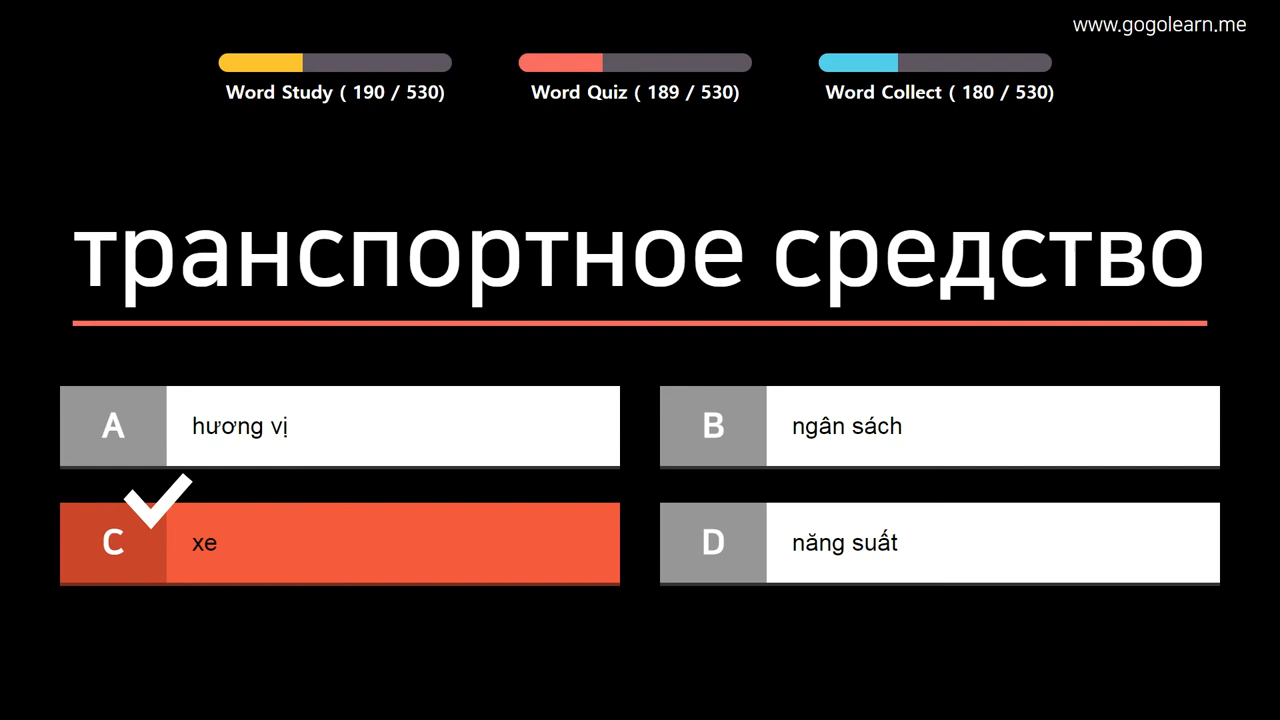 www.gogolearn.me
Word Study ( 190 / 530)
Word Quiz ( 189 / 530)
Word Collect ( 180 / 530)
транспортное средство
A hương vị
B ngân sách
C xe
D năng suất